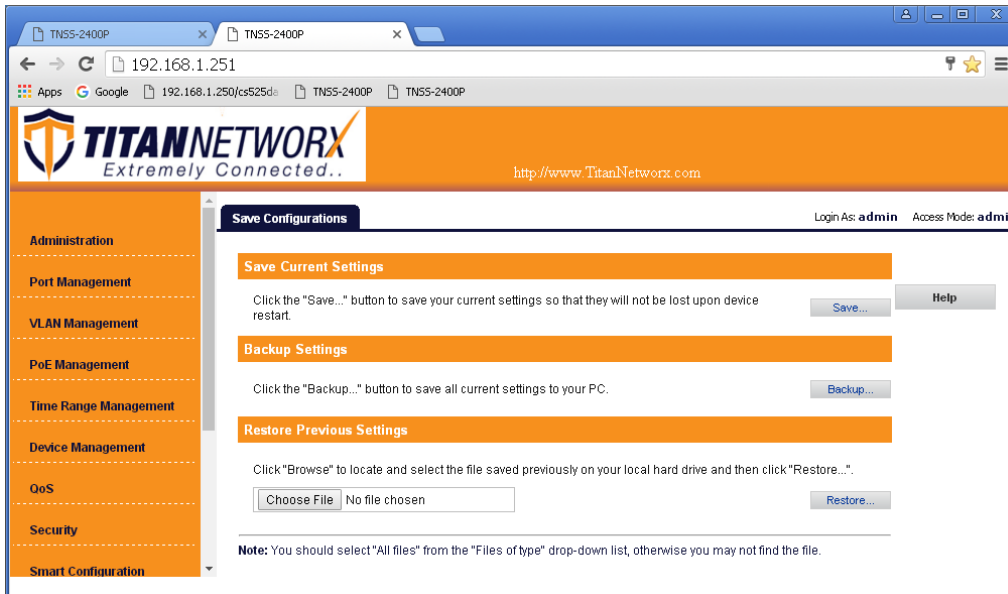 TNSS-2400P
TNSS-2400P
192.168.1.251
Apps Google 192.168.1.250/cs525d TNSS-2400P TNSS-2400P
TITANNETWORX
Extremely Connected..
http://www.TitanNetworx.com
Save Configurations
Login As: admin Access Mode: admi
Administration
Port Management
VLAN Management
PoE Management
Time Range Management
Device Management
QoS
Security
Smart Configuration
Save Current Settings
Click the "Save..." button to save your current settings so that they will not be lost upon device
restart.
Save...
Help
Backup Settings
Click the "Backup..." button to save all current settings to your PC.
Backup...
Restore Previous Settings
Click "Browse" to locate and select the file saved previously on your local hard drive and then click "Restore...".
Choose File No file chosen
Restore...
Note: You should select "All files" from the "Files of type" drop-down list, otherwise you may not find the file.